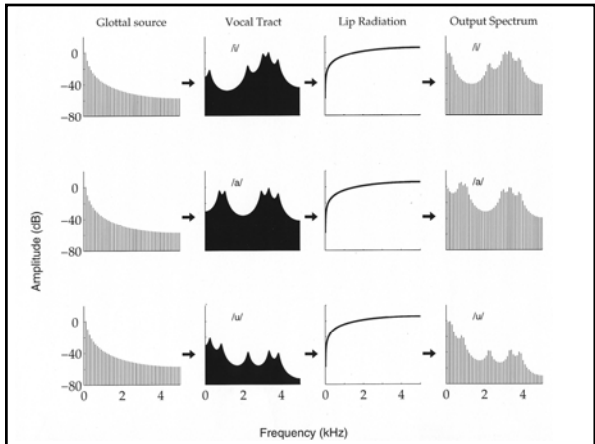 Glottal source Vocal Tract Lip Radiation Output Spectrum
/i/ /i/
0
−40
−80
/a/ /a/
0
−40
−80
/u/ /u/
0
−40
−80
0 2 4 0 2 4 0 2 4 0 2 4
Amplitude (dB)
Frequency (kHz)